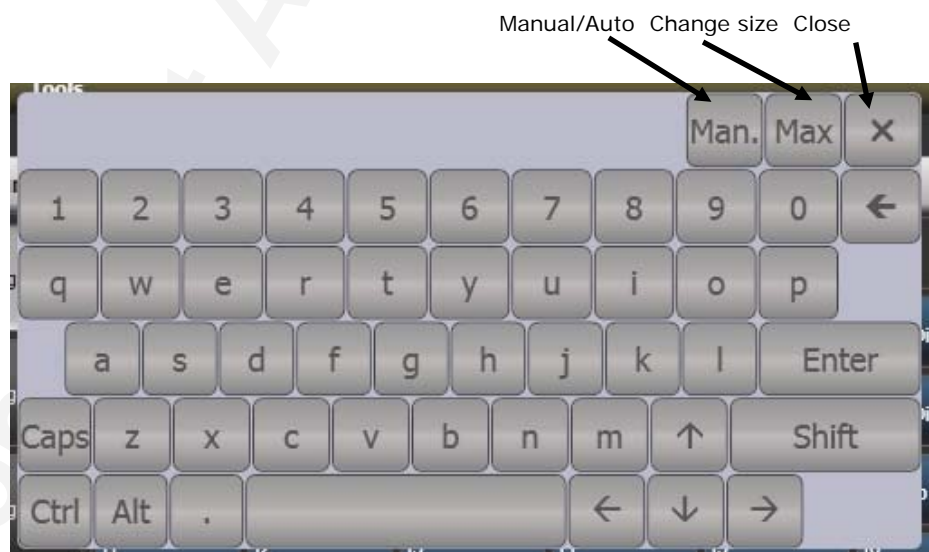 Manual/Auto Change size Close
Tools
Man. Max ×
1 2 3 4 5 6 7 8 9 0 ←
q w e r t y u i o p
a s d f g h j k l Enter
Caps z x c v b n m ↑ Shift
Ctrl Alt . ← ↓ →